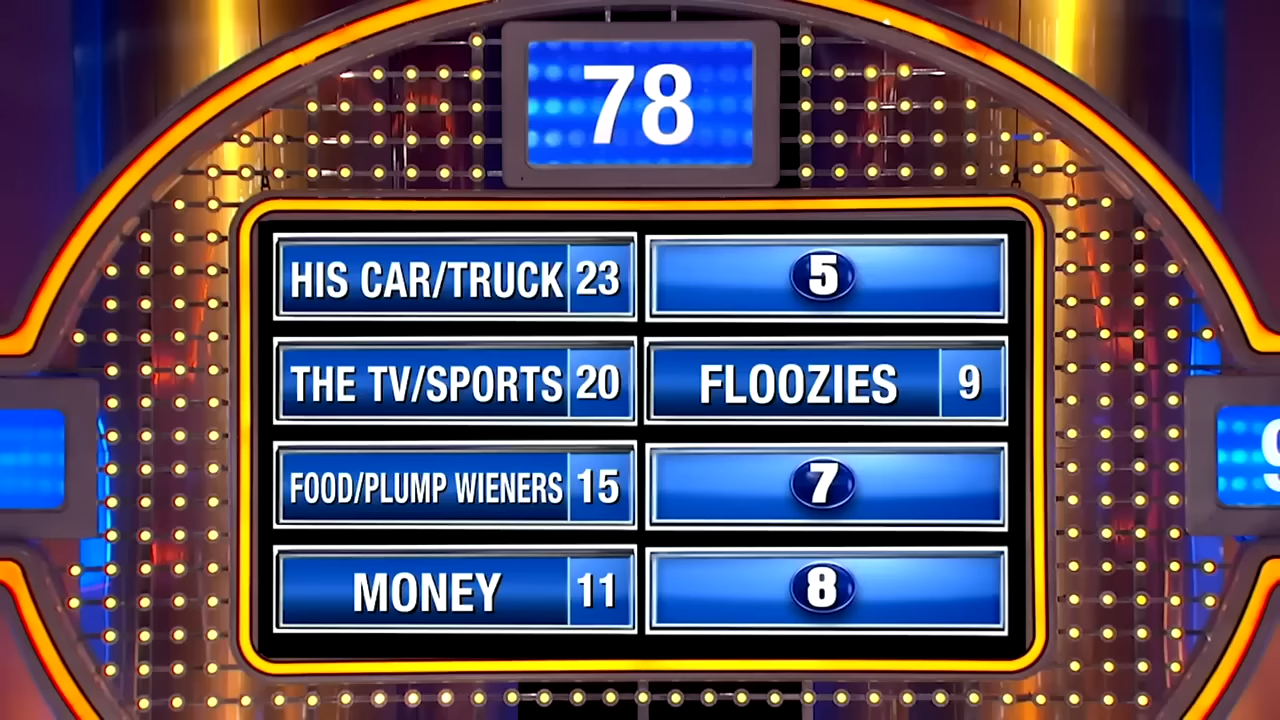 78
HIS CAR/TRUCK 23
5
THE TV/SPORTS 20
FLOOZIES 9
FOOD/PLUMP WIENERS 15
7
9
MONEY 11
8